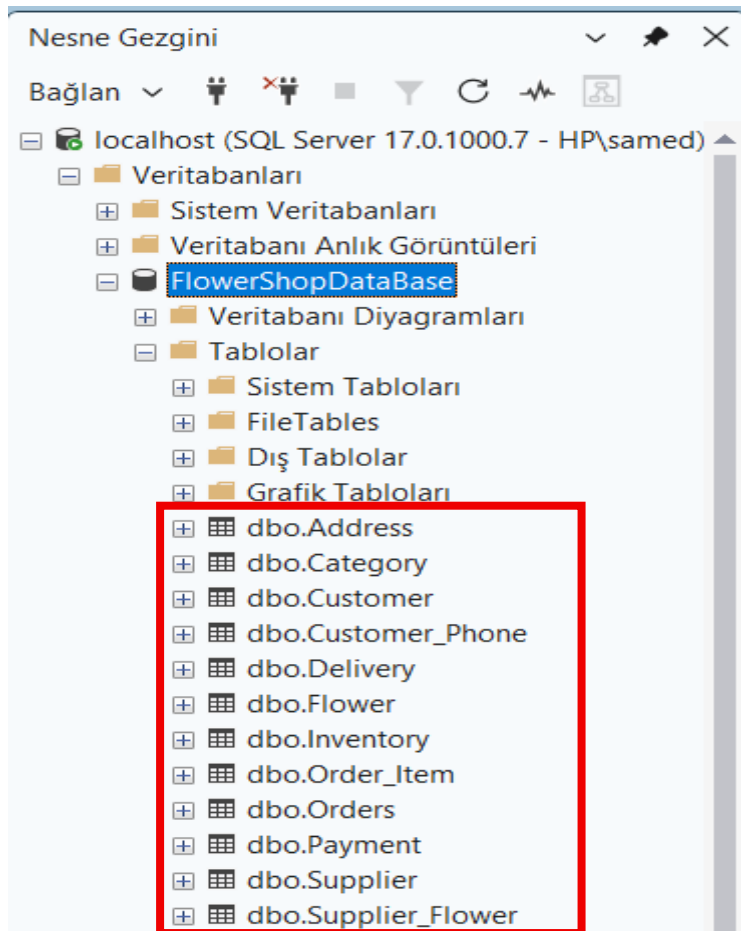 Nesne Gezgini
Bağlan
localhost (SQL Server 17.0.1000.7 - HP\samed)
Veritabanları
Sistem Veritabanları
Veritabanı Anlık Görüntüleri
FlowerShopDataBase
Veritabanı Diyagramları
Tablolar
Sistem Tabloları
FileTables
Dış Tablolar
Grafik Tabloları
dbo.Address
dbo.Category
dbo.Customer
dbo.Customer_Phone
dbo.Delivery
dbo.Flower
dbo.Inventory
dbo.Order_Item
dbo.Orders
dbo.Payment
dbo.Supplier
dbo.Supplier_Flower